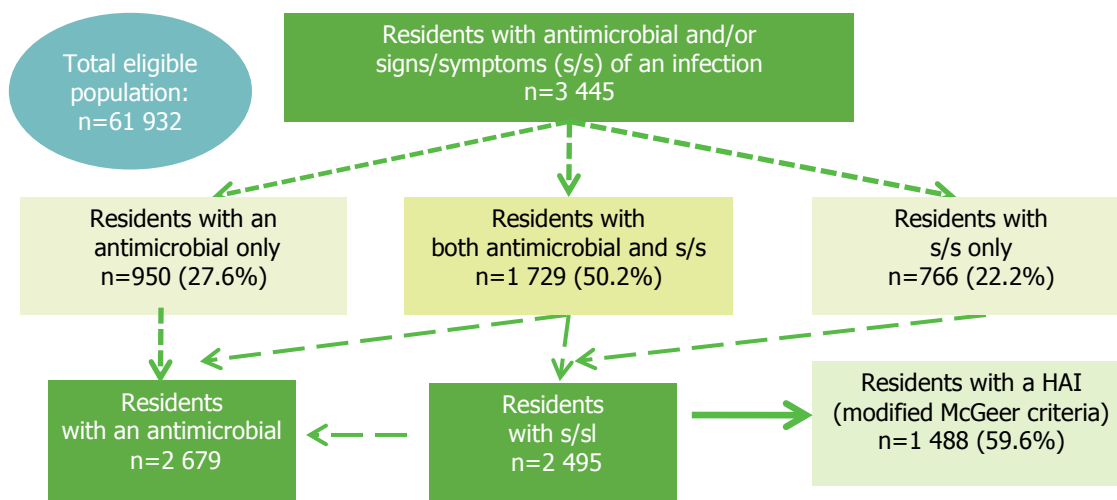 Total eligible
population:
n=61 932
Residents with antimicrobial and/or
signs/symptoms (s/s) of an infection
n=3 445
Residents with an
antimicrobial only
n=950 (27.6%)
Residents with
both antimicrobial and s/s
n=1 729 (50.2%)
Residents with
s/s only
n=766 (22.2%)
Residents
with an antimicrobial
n=2 679
Residents
with s/sl
n=2 495
Residents with a HAI
(modified McGeer criteria)
n=1 488 (59.6%)